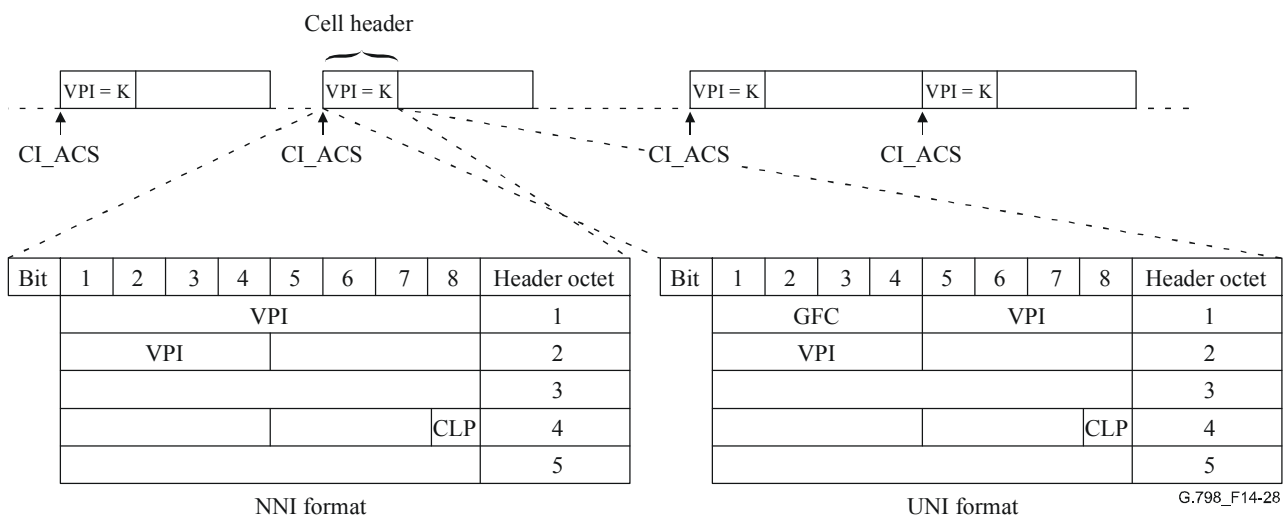 Cell header
VPI = K VPI = K VPI = K VPI = K
CI_ACS CI_ACS CI_ACS CI_ACS
Bit 1 2 3 4 5 6 7 8 Header octet
VPI 1
VPI 2
3
CLP 4
5
NNI format
Bit 1 2 3 4 5 6 7 8 Header octet
GFC VPI 1
VPI 2
3
CLP 4
5
UNI format
G.798_F14-28